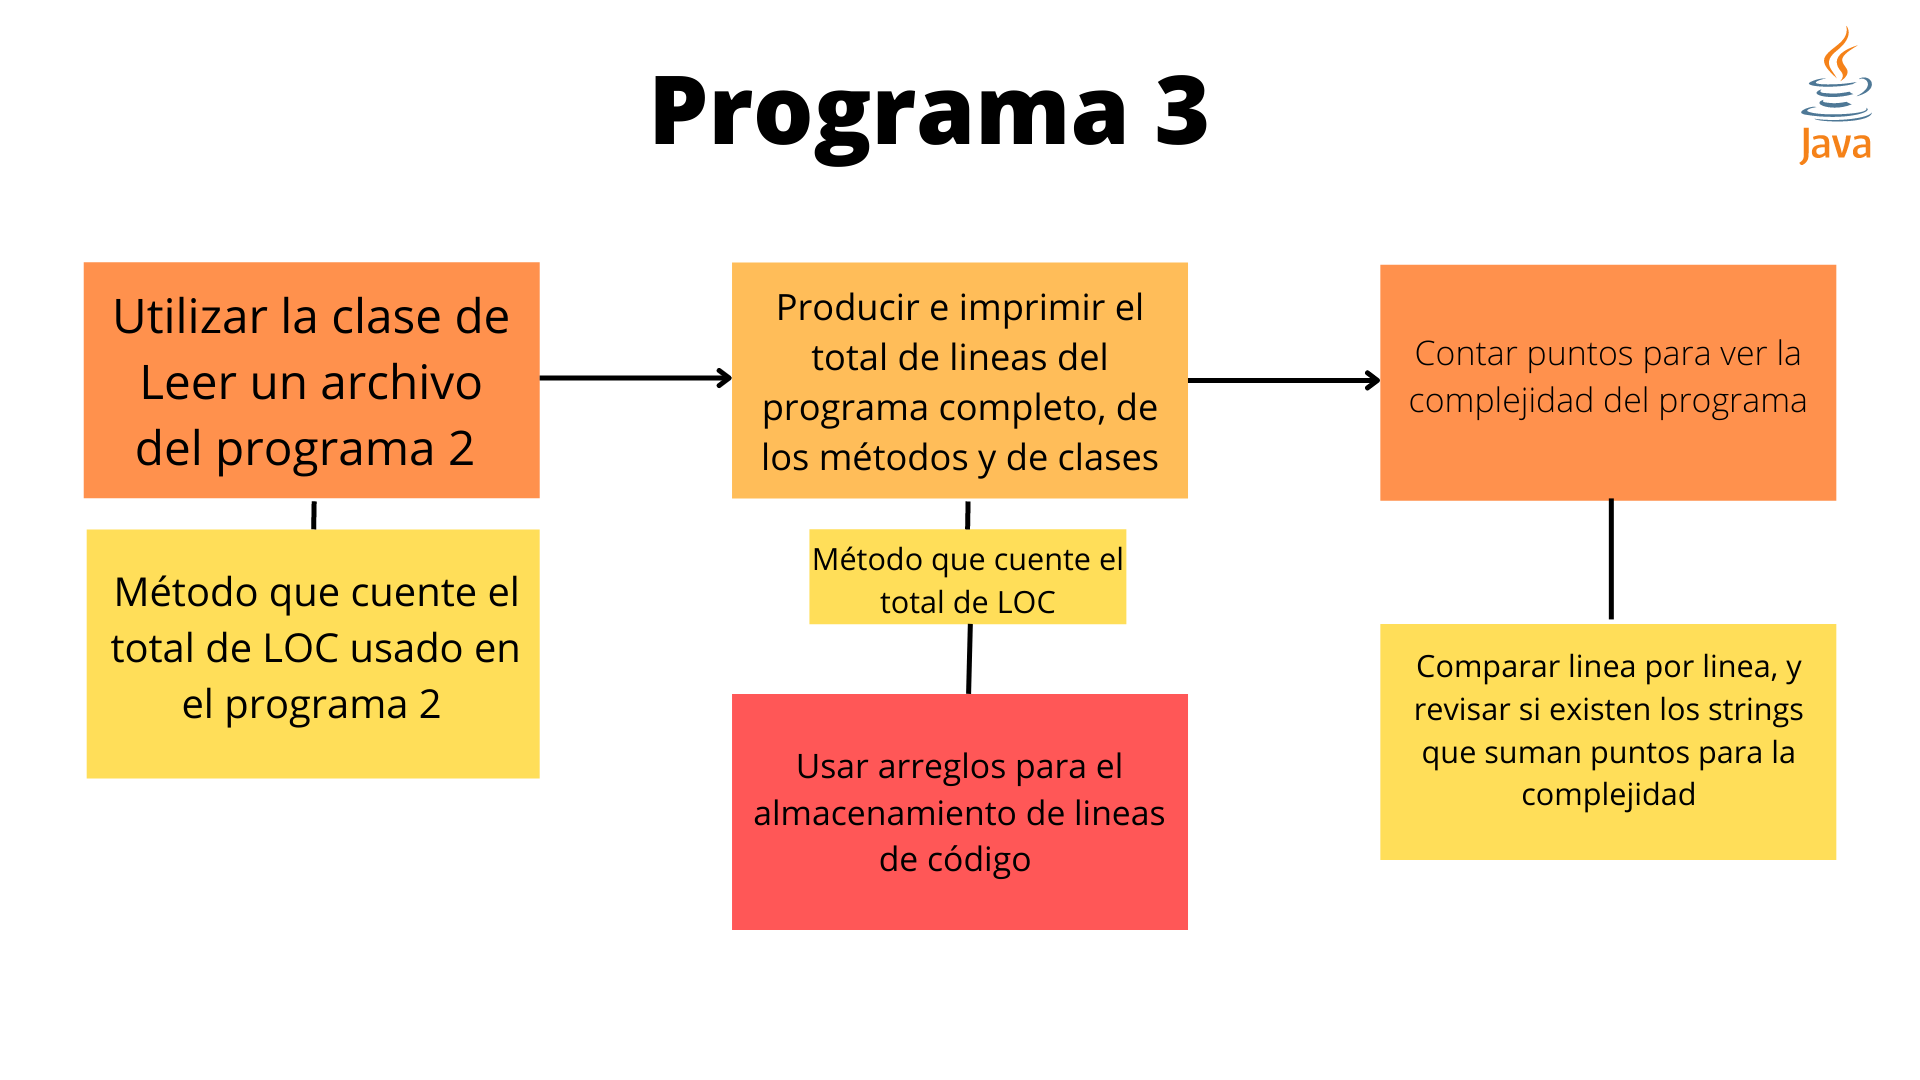 Programa 3
Java
Utilizar la clase de
Leer un archivo
del programa 2
Producir e imprimir el
total de lineas del
programa completo, de
los métodos y de clases
Contar puntos para ver la
complejidad del programa
Método que cuente el
total de LOC usado en
el programa 2
Método que cuente el
total de LOC
Usar arreglos para el
almacenamiento de lineas
de código
Comparar linea por linea, y
revisar si existen los strings
que suman puntos para la
complejidad